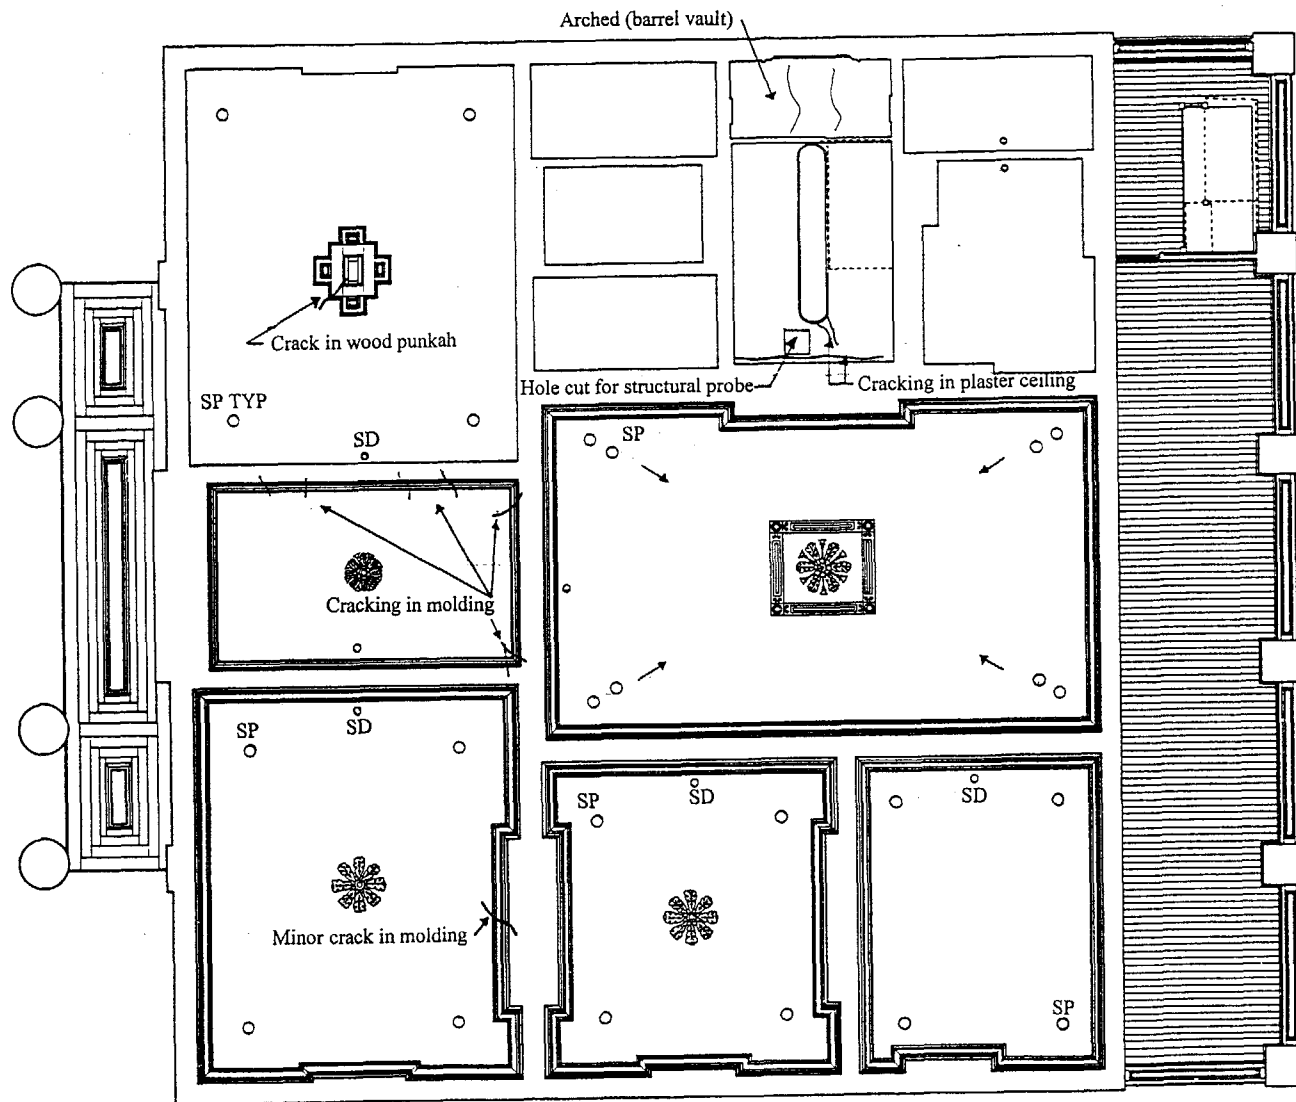 Arched (barrel vault)
Crack in wood punkah
Hole cut for structural probe
Cracking in plaster ceiling
SP TYP
SD
SP
Cracking in molding
SP
SD
SP
SD
SD
Minor crack in molding
SP